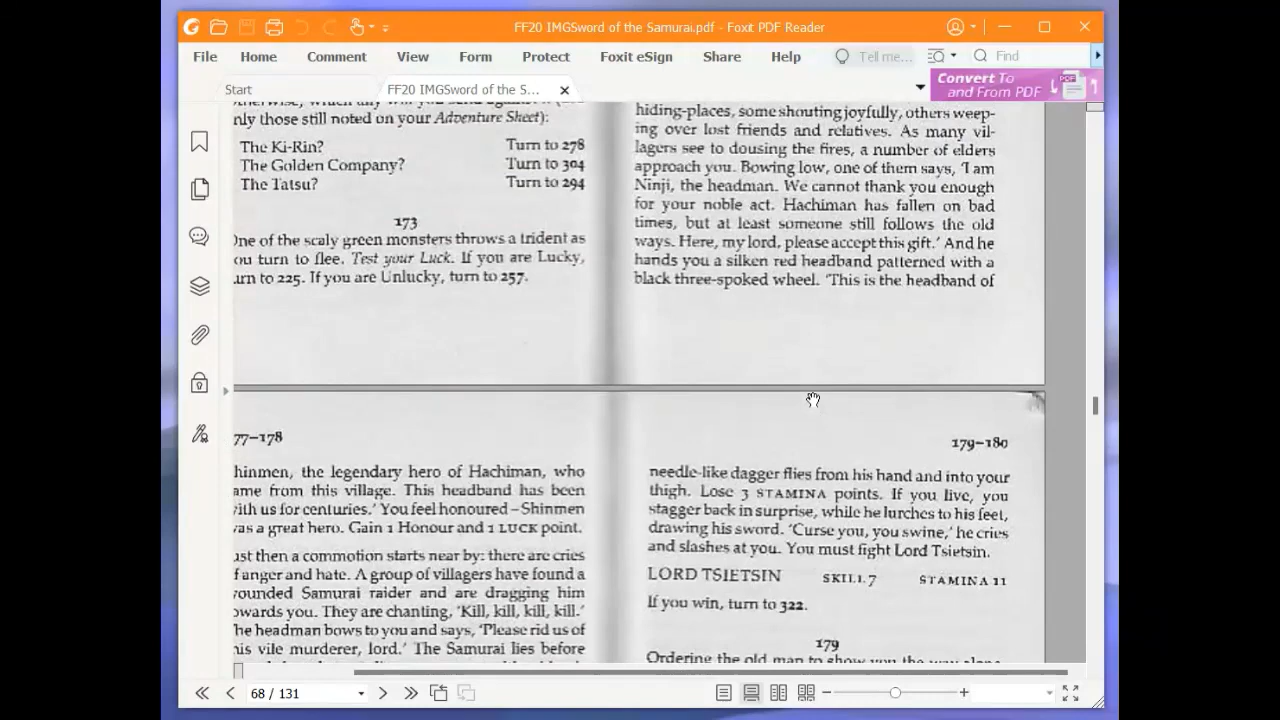 FF20 IMGSword of the Samurai.pdf - Foxit PDF Reader
File Home Comment View Form Protect Foxit eSign Share Help Tell me... Find
Start FF20 IMGSword of the S... Convert To
and From PDF
nly those still noted on your Adventure Sheet):
The Ki-Rin? Turn to 278
The Golden Company? Turn to 304
The Tatsu? Turn to 294
173
One of the scaly green monsters throws a trident as
ou turn to flee. Test your Luck. If you are Lucky,
urn to 225. If you are Unlucky, turn to 257.
hiding-places, some shouting joyfully, others weep-
ing over lost friends and relatives. As many vil-
lagers see to dousing the fires, a number of elders
approach you. Bowing low, one of them says, 'I am
Ninji, the headman. We cannot thank you enough
for your noble act. Hachiman has fallen on bad
times, but at least someone still follows the old
ways. Here, my lord, please accept this gift.' And he
hands you a silken red headband patterned with a
black three-spoked wheel. 'This is the headband of
77–178
hinmen, the legendary hero of Hachiman, who
ame from this village. This headband has been
ith us for centuries.' You feel honoured – Shinmen
as a great hero. Gain 1 Honour and 1 LUCK point.
ust then a commotion starts near by: there are cries
f anger and hate. A group of villagers have found a
ounded Samurai raider and are dragging him
owards you. They are chanting, 'Kill, kill, kill, kill.'
he headman bows to you and says, 'Please rid us of
his vile murderer, lord.' The Samurai lies before
179–180
needle-like dagger flies from his hand and into your
thigh. Lose 3 STAMINA points. If you live, you
stagger back in surprise, while he lurches to his feet,
drawing his sword. 'Curse you, you swine,' he cries
and slashes at you. You must fight Lord Tsietsin.
LORD TSIETSIN SKILL 7 STAMINA 11
If you win, turn to 322.
179
Ordering the old man to show you the way along
68 / 131